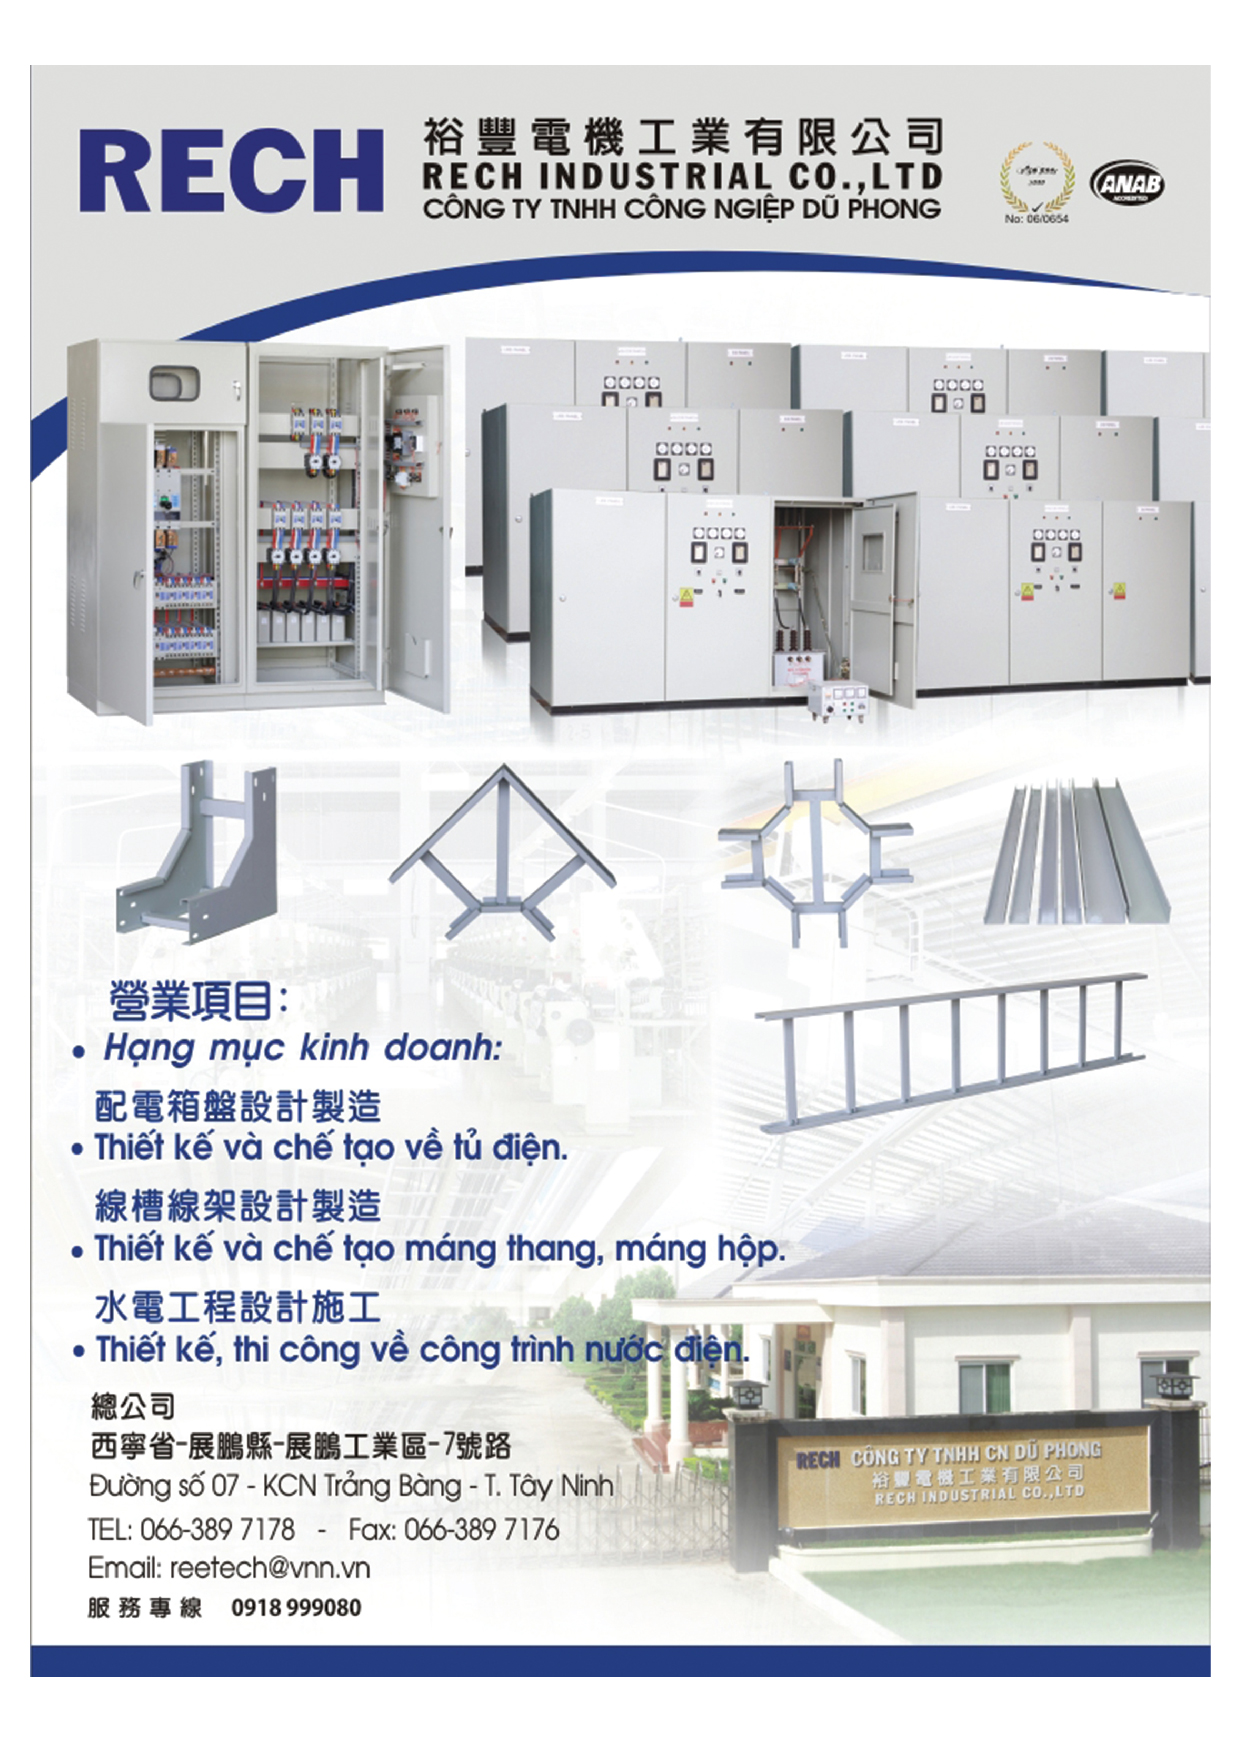 RECH
裕豐電機工業有限公司
RECH INDUSTRIAL CO.,LTD
CÔNG TY TNHH CÔNG NGIỆP DŨ PHONG
No: 06/0654
ANAB
ACCREDITED
營業項目:
• Hạng mục kinh doanh:
配電箱盤設計製造
• Thiết kế và chế tạo về tủ điện.
線槽線架設計製造
• Thiết kế và chế tạo máng thang, máng hộp.
水電工程設計施工
• Thiết kế, thi công về công trình nước điện.
總公司
西寧省-展鵬縣-展鵬工業區-7號路
Đường số 07 - KCN Trảng Bàng - T. Tây Ninh
TEL: 066-389 7178 - Fax: 066-389 7176
Email: reetech@vnn.vn
服務專線 0918 999080
RECH CÔNG TY TNHH CN DŨ PHONG
裕豐電機工業有限公司
RECH INDUSTRIAL CO.,LTD